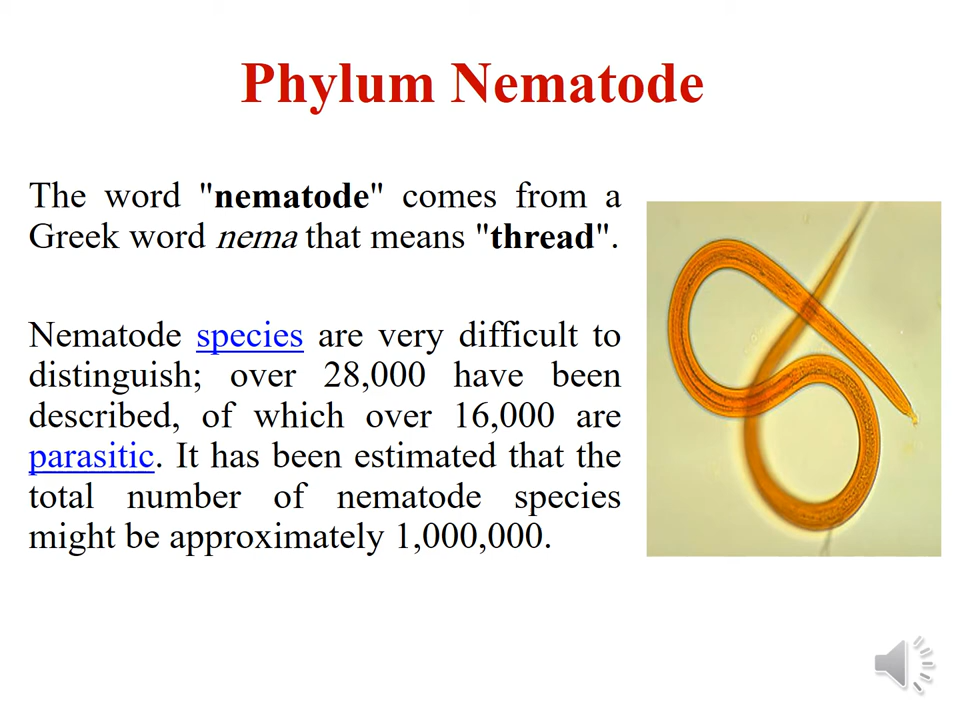 Phylum Nematode
The word "nematode" comes from a
Greek word nema that means "thread".
Nematode species are very difficult to
distinguish; over 28,000 have been
described, of which over 16,000 are
parasitic. It has been estimated that the
total number of nematode species
might be approximately 1,000,000.